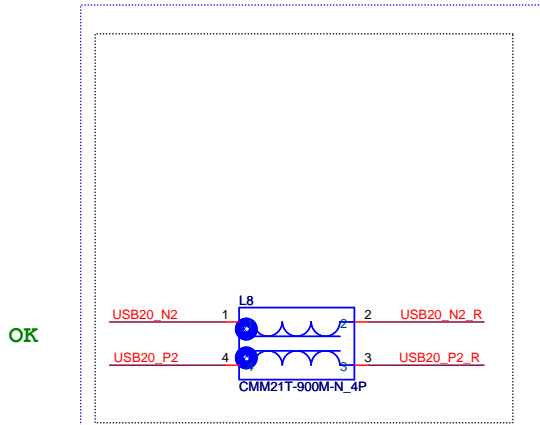 L8
USB20_N2 1 2 USB20_N2_R
2
OK
USB20_P2 4 3 USB20_P2_R
3
CMM21T-900M-N_4P